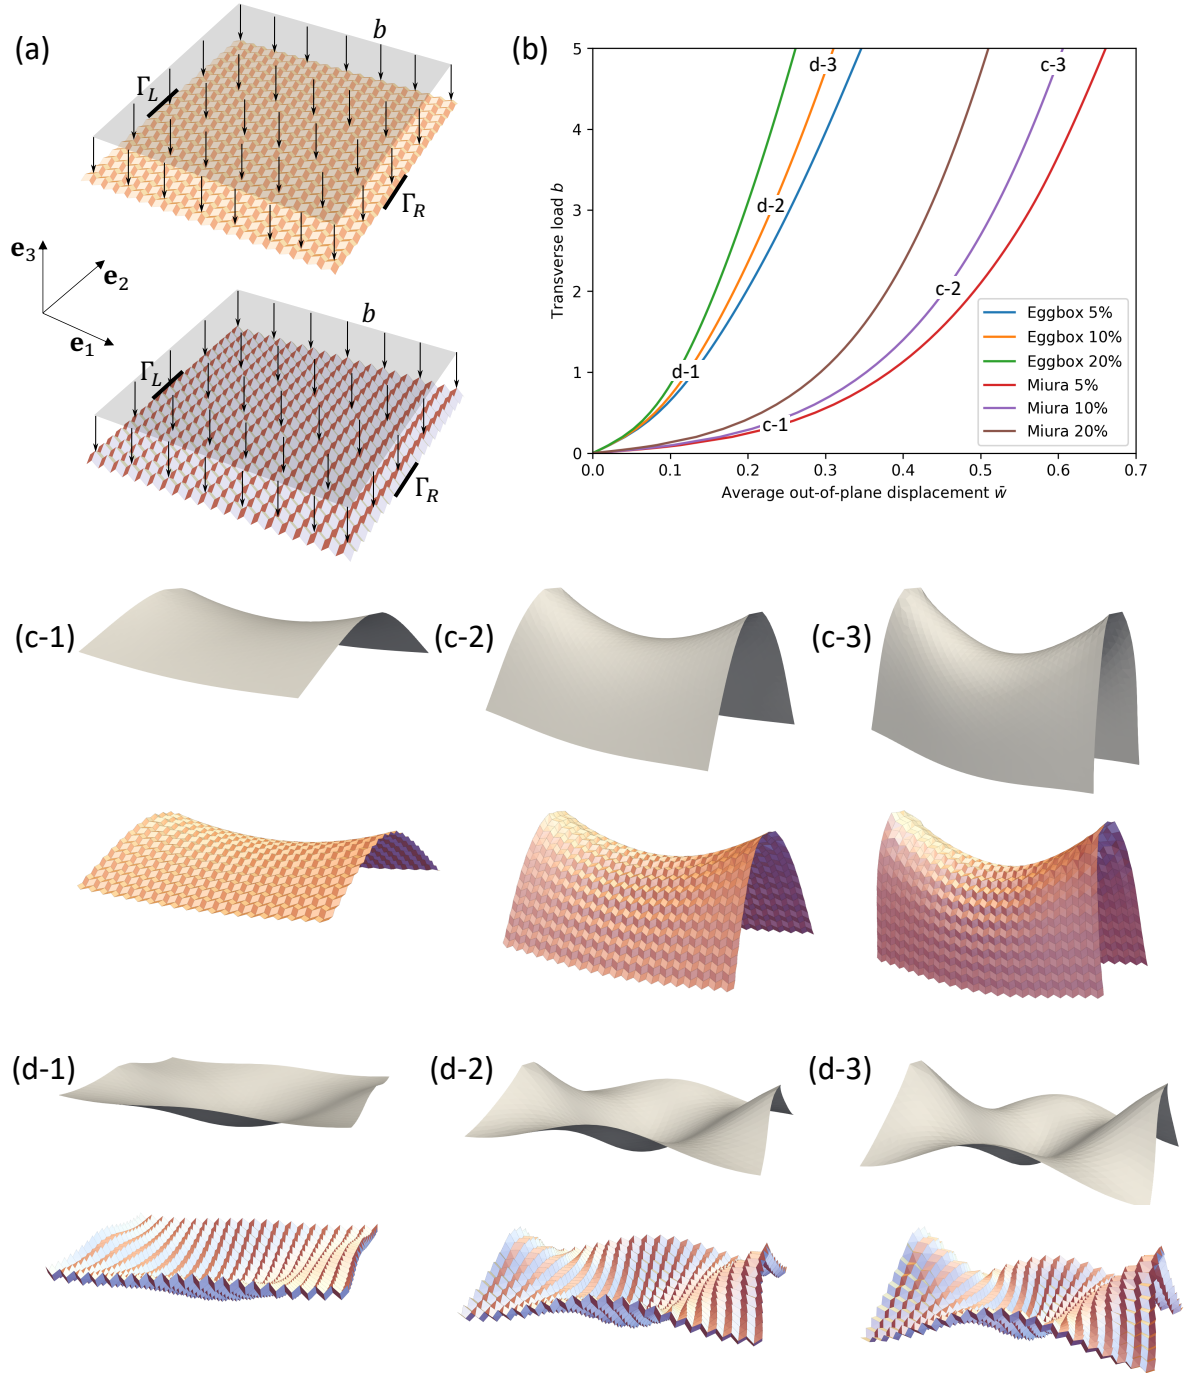 (a)
b
Γ_L
Γ_R
e₃
e₂
e₁
b
Γ_L
Γ_R
(b)
Transverse load b
5
4
3
2
1
0
0.0 0.1 0.2 0.3 0.4 0.5 0.6 0.7
Average out-of-plane displacement w̄
d-3
c-3
d-2
c-2
d-1
c-1
Eggbox 5%
Eggbox 10%
Eggbox 20%
Miura 5%
Miura 10%
Miura 20%
(c-1) (c-2) (c-3)
(d-1) (d-2) (d-3)